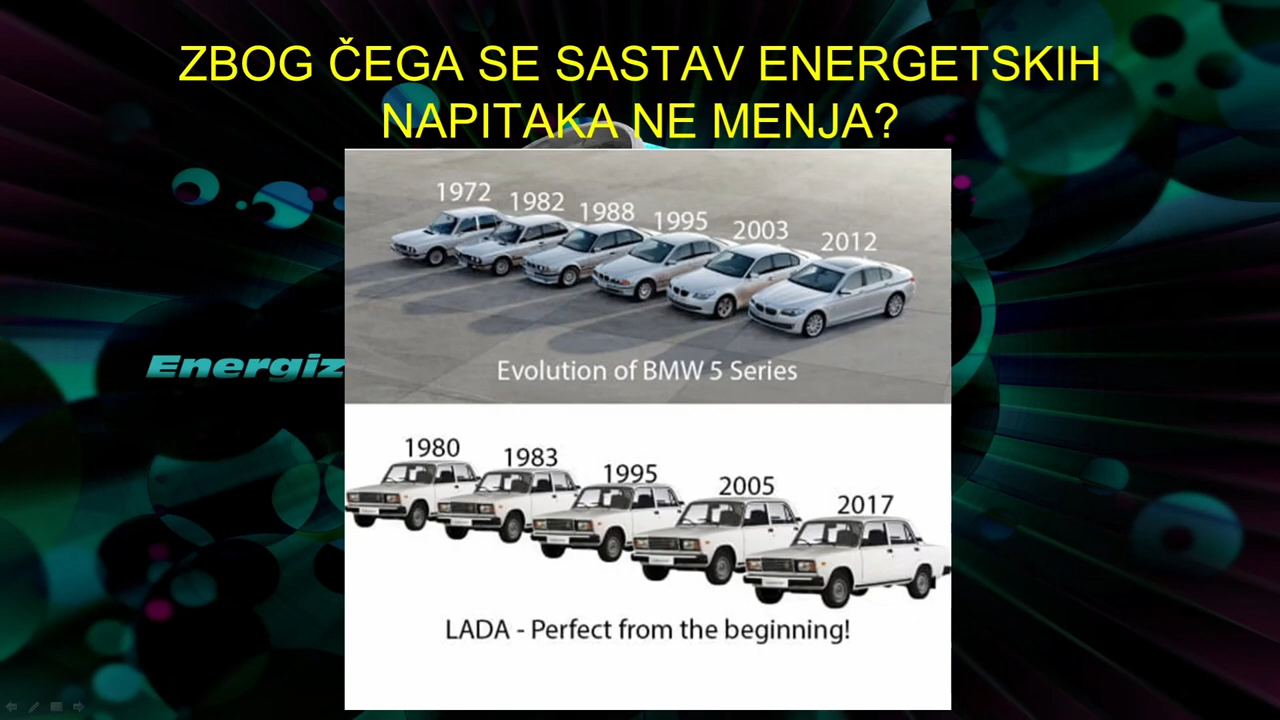 ZBOG ČEGA SE SASTAV ENERGETSKIH
NAPITAKA NE MENJA?
1972
1982
1988
1995
2003
2012
Evolution of BMW 5 Series
Energiz
1980
1983
1995
2005
2017
LADA - Perfect from the beginning!